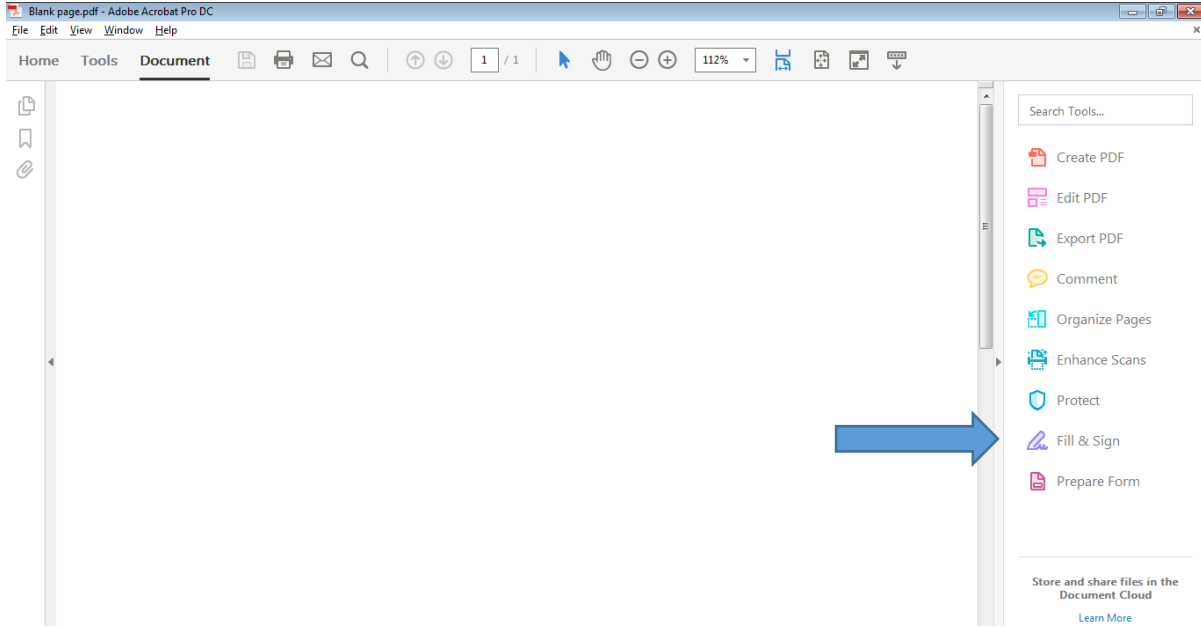 Blank page.pdf - Adobe Acrobat Pro DC
File Edit View Window Help
Home Tools Document 1 / 1 112%
Search Tools...
Create PDF
Edit PDF
Export PDF
Comment
Organize Pages
Enhance Scans
Protect
Fill & Sign
Prepare Form
Store and share files in the
Document Cloud
Learn More